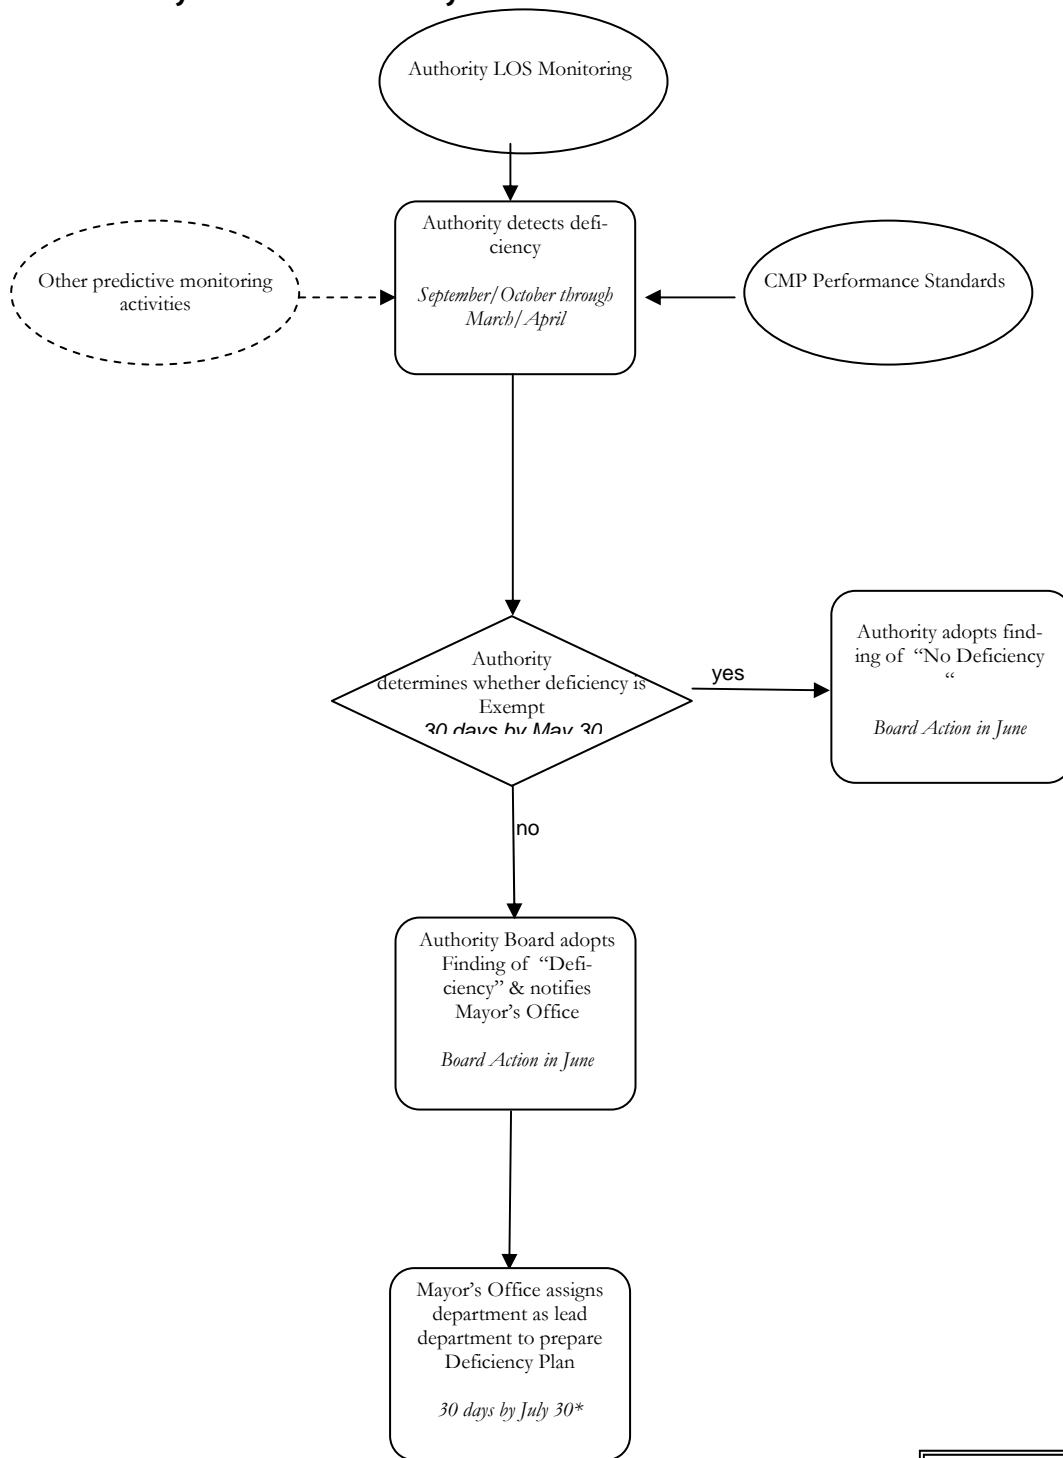 Authority LOS Monitoring
Authority detects defi-
ciency
September/October through
March/April
Other predictive monitoring
activities
CMP Performance Standards
Authority
determines whether deficiency is
Exempt
30 days by May 30
yes
Authority adopts find-
ing of “No Deficiency
“
Board Action in June
no
Authority Board adopts
Finding of “Defi-
ciency” & notifies
Mayor’s Office
Board Action in June
Mayor’s Office assigns
department as lead
department to prepare
Deficiency Plan
30 days by July 30*